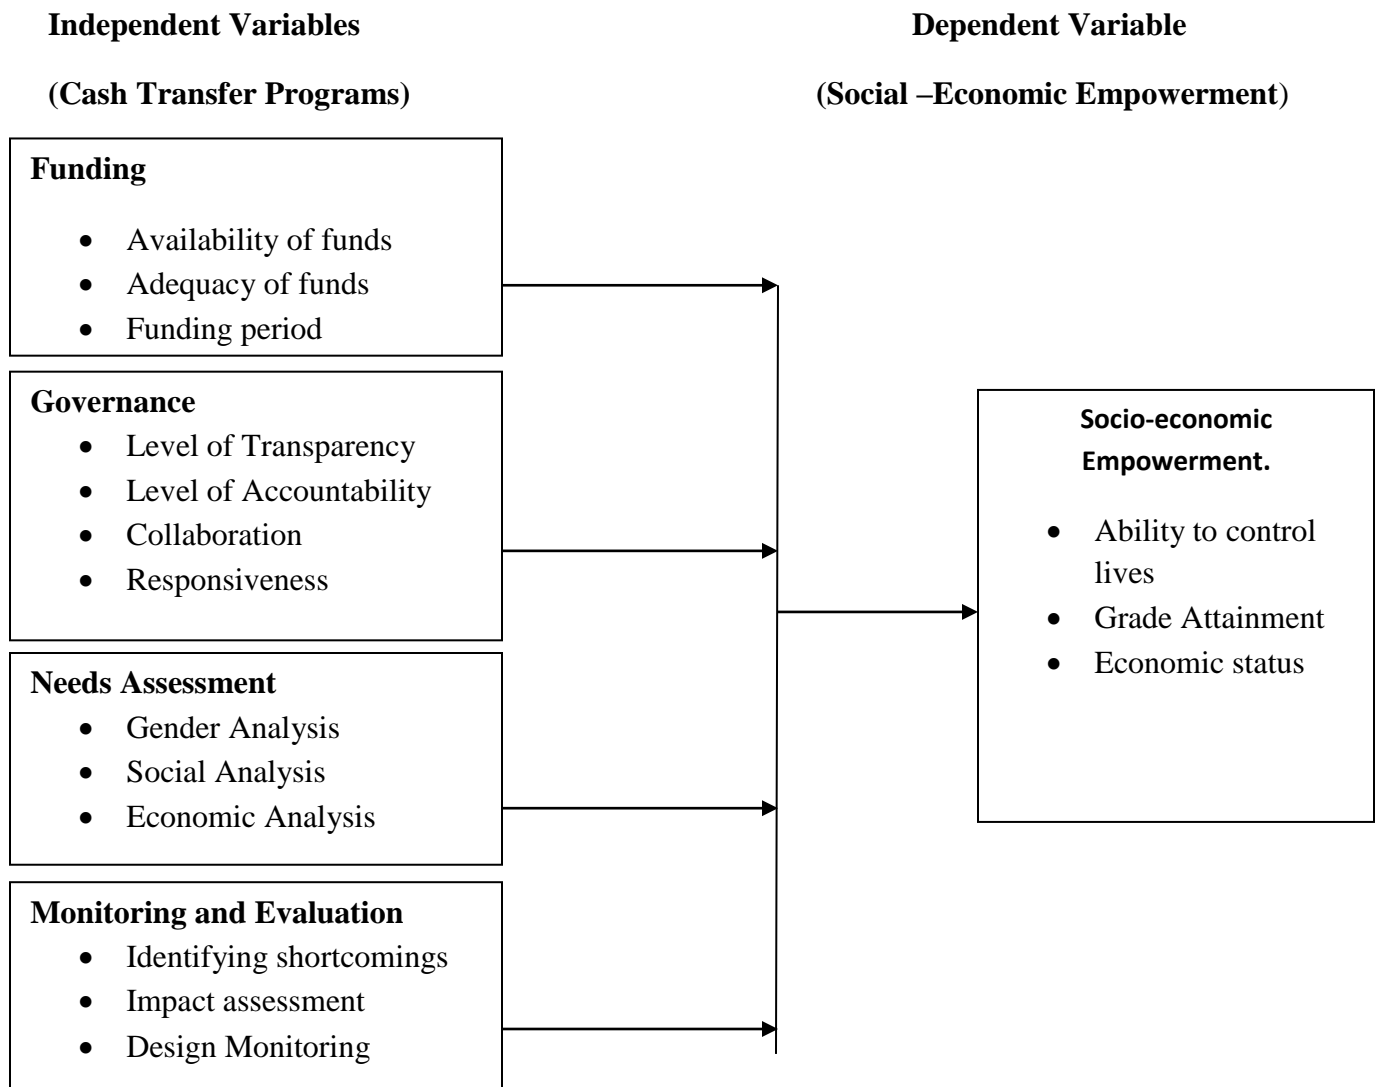 Independent Variables
Dependent Variable
(Cash Transfer Programs)
(Social –Economic Empowerment)
Funding
• Availability of funds
• Adequacy of funds
• Funding period
Governance
• Level of Transparency
• Level of Accountability
• Collaboration
• Responsiveness
Needs Assessment
• Gender Analysis
• Social Analysis
• Economic Analysis
Monitoring and Evaluation
• Identifying shortcomings
• Impact assessment
• Design Monitoring
Socio-economic
Empowerment.
• Ability to control
lives
• Grade Attainment
• Economic status